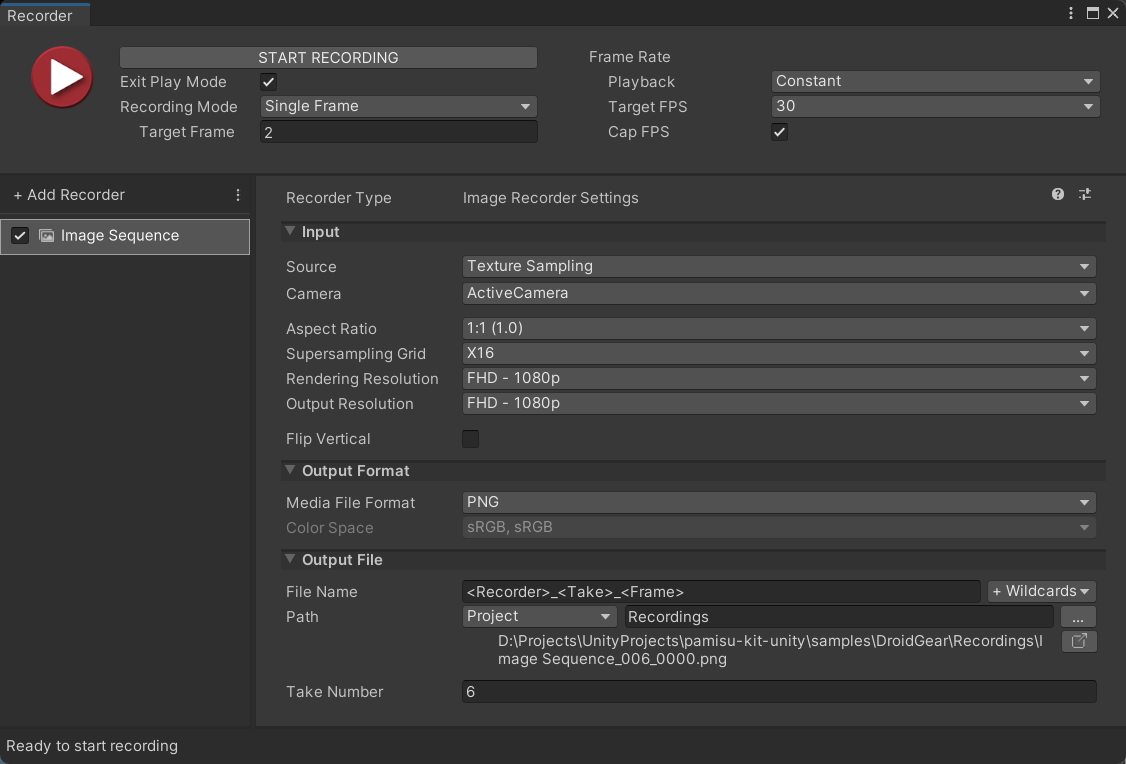 Recorder
START RECORDING
Exit Play Mode
Recording Mode Single Frame
Target Frame 2
Frame Rate
Playback Constant
Target FPS 30
Cap FPS
+ Add Recorder
Image Sequence
Recorder Type Image Recorder Settings
Input
Source Texture Sampling
Camera ActiveCamera
Aspect Ratio 1:1 (1.0)
Supersampling Grid X16
Rendering Resolution FHD - 1080p
Output Resolution FHD - 1080p
Flip Vertical
Output Format
Media File Format PNG
Color Space sRGB, sRGB
Output File
File Name <Recorder>_<Take>_<Frame> + Wildcards
Path Project Recordings ...
D:\Projects\UnityProjects\pamisu-kit-unity\samples\DroidGear\Recordings\I
mage Sequence_006_0000.png
Take Number 6
Ready to start recording